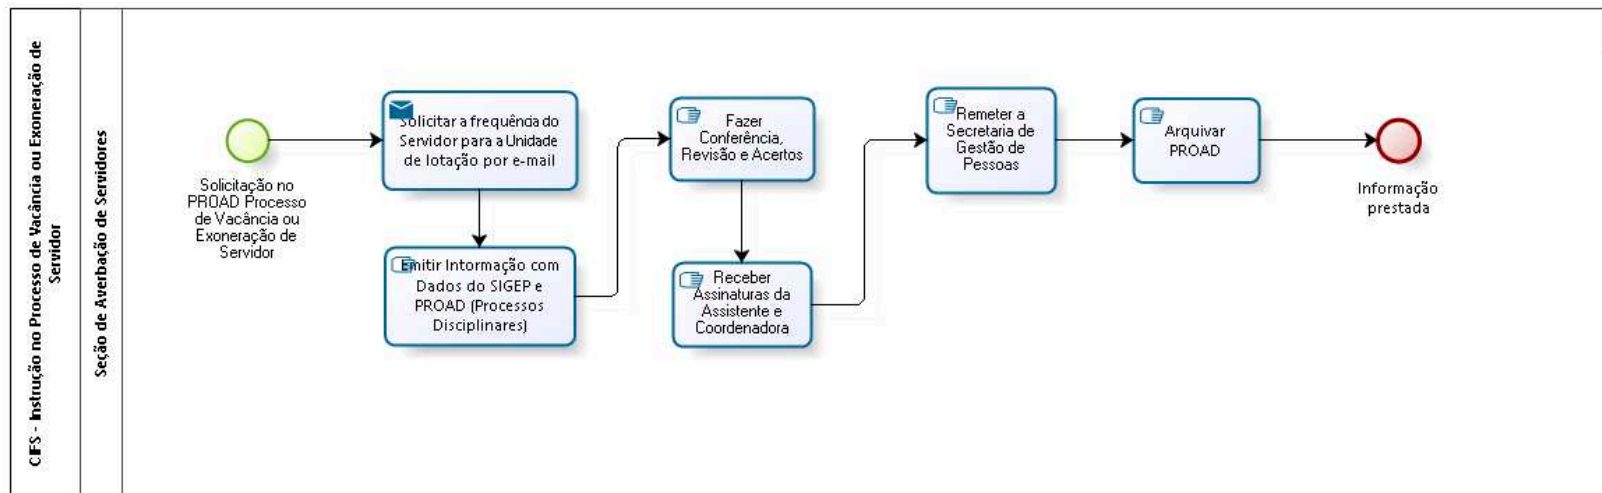 CIFS - Instrução no Processo de Vacância ou Exoneração de
Servidor
Seção de Averbação de Servidores
Solicitação no
PROAD Processo
de Vacância ou
Exoneração de
Servidor
Solicitar a frequência do
Servidor para a Unidade
de lotação por e-mail
Emitir Informação com
Dados do SIGEP e
PROAD (Processos
Disciplinares)
Fazer
Conferência,
Revisão e Acertos
Receber
Assinaturas da
Assistente e
Coordenadora
Remeter a
Secretaria de
Gestão de
Pessoas
Arquivar
PROAD
Informação
prestada